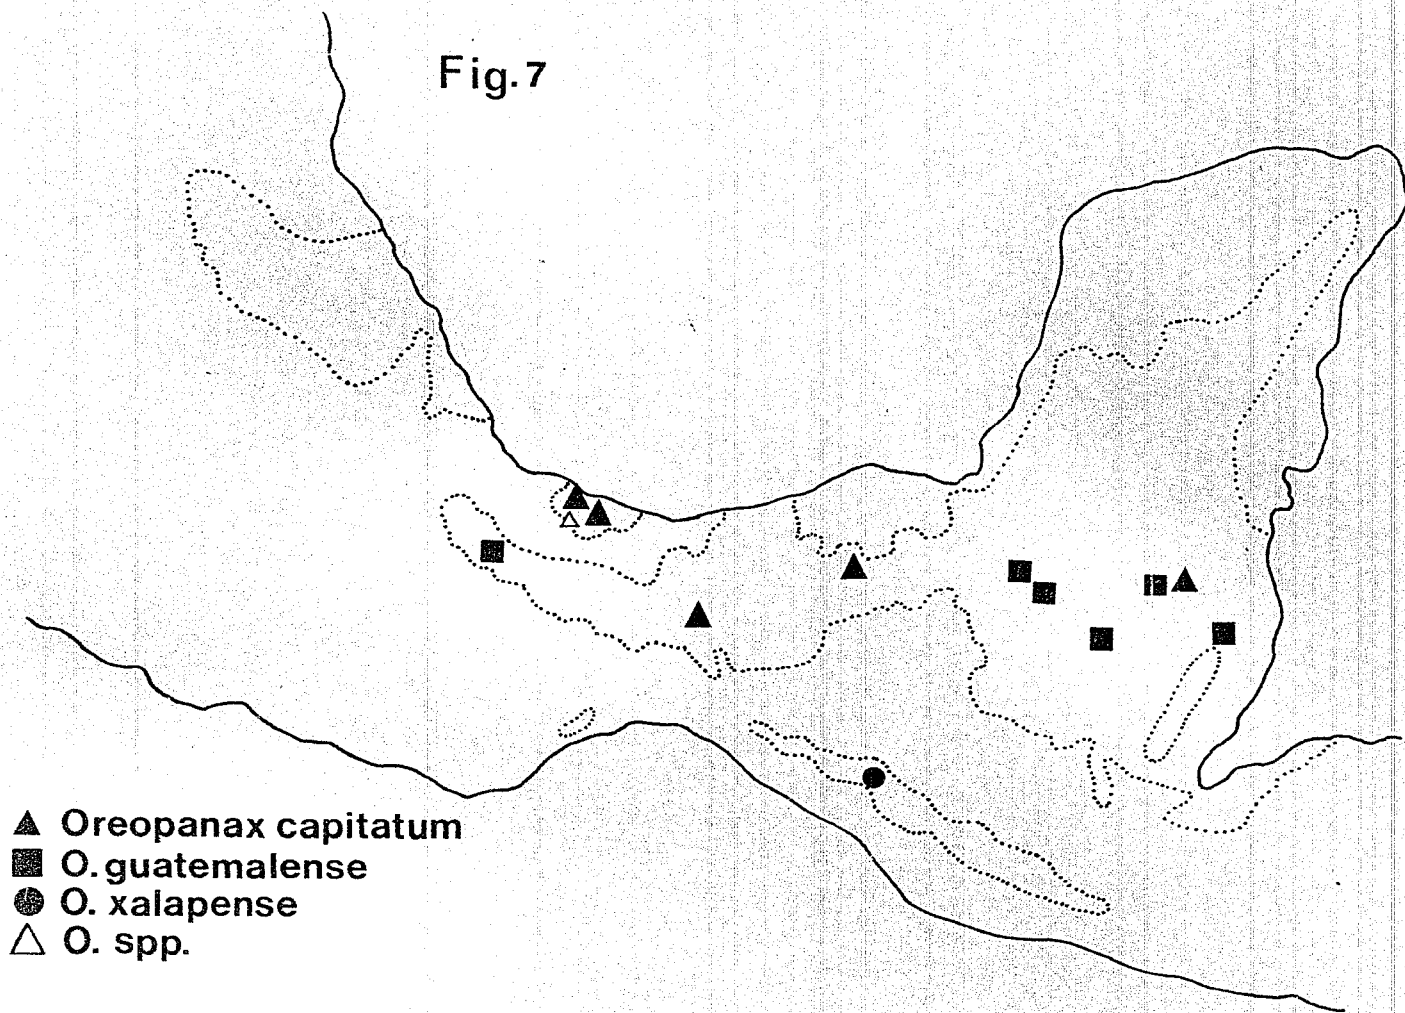 Fig. 7
Oreopanax capitatum
O. guatemalense
O. xalapense
O. spp.